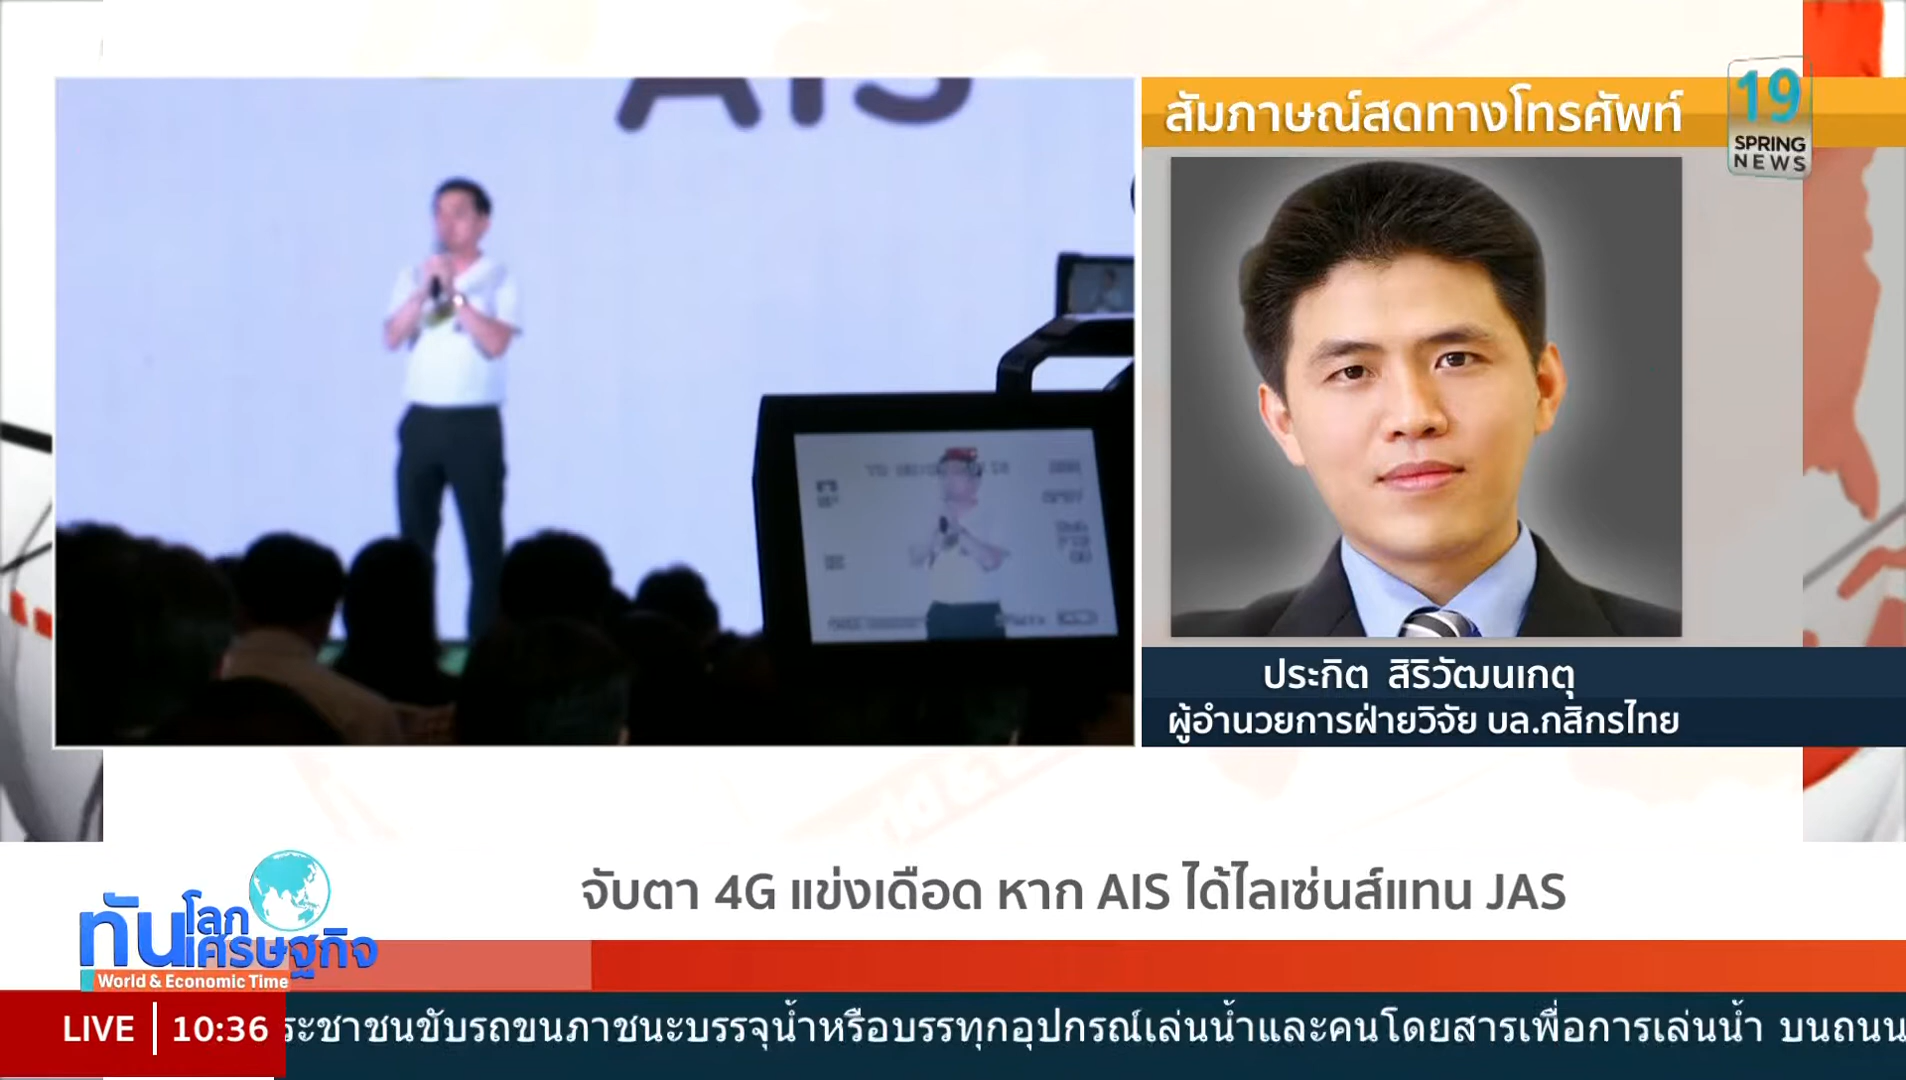 AIS
สัมภาษณ์สดทางโทรศัพท์
19
SPRING
NEWS
ประกิต สิริวัฒนเกตุ
ผู้อำนวยการฝ่ายวิจัย บล.กสิกรไทย
จับตา 4G แข่งเดือด หาก AIS ได้ไลเซ่นส์แทน JAS
ทันโลก
เศรษฐกิจ
World & Economic Time
LIVE 10:36
ระชาชนขับรถขนภาชนะบรรจุน้ำหรือบรรทุกอุปกรณ์เล่นน้ำและคนโดยสารเพื่อการเล่นน้ำ บนถนน